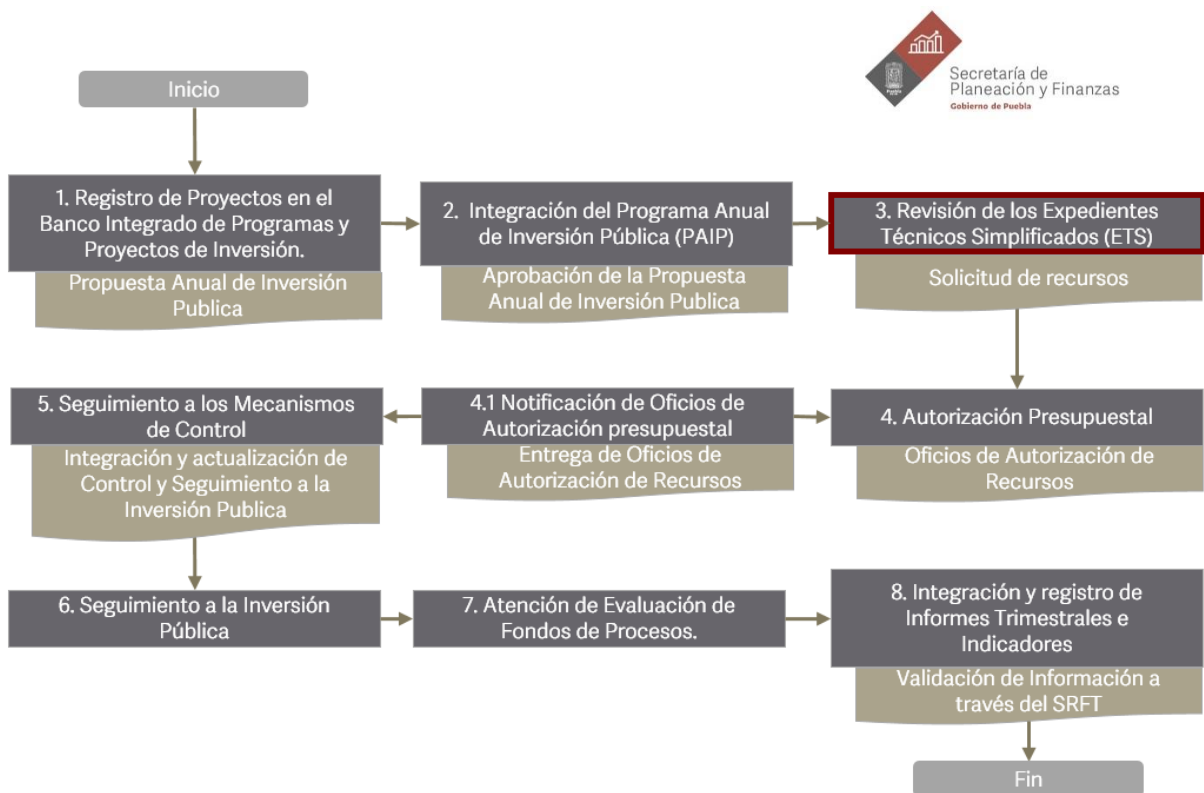 Secretaría de
Planeación y Finanzas
Gobierno de Puebla
Inicio
1. Registro de Proyectos en el
Banco Integrado de Programas y
Proyectos de Inversión.
Propuesta Anual de Inversión
Publica
2. Integración del Programa Anual
de Inversión Pública (PAIP)
Aprobación de la Propuesta
Anual de Inversión Publica
3. Revisión de los Expedientes
Técnicos Simplificados (ETS)
Solicitud de recursos
4. Autorización Presupuestal
Oficios de Autorización de
Recursos
4.1 Notificación de Oficios de
Autorización presupuestal
Entrega de Oficios de
Autorización de Recursos
5. Seguimiento a los Mecanismos
de Control
Integración y actualización de
Control y Seguimiento a la
Inversión Publica
6. Seguimiento a la Inversión
Pública
7. Atención de Evaluación de
Fondos de Procesos.
8. Integración y registro de
Informes Trimestrales e
Indicadores
Validación de Información a
través del SRFT
Fin